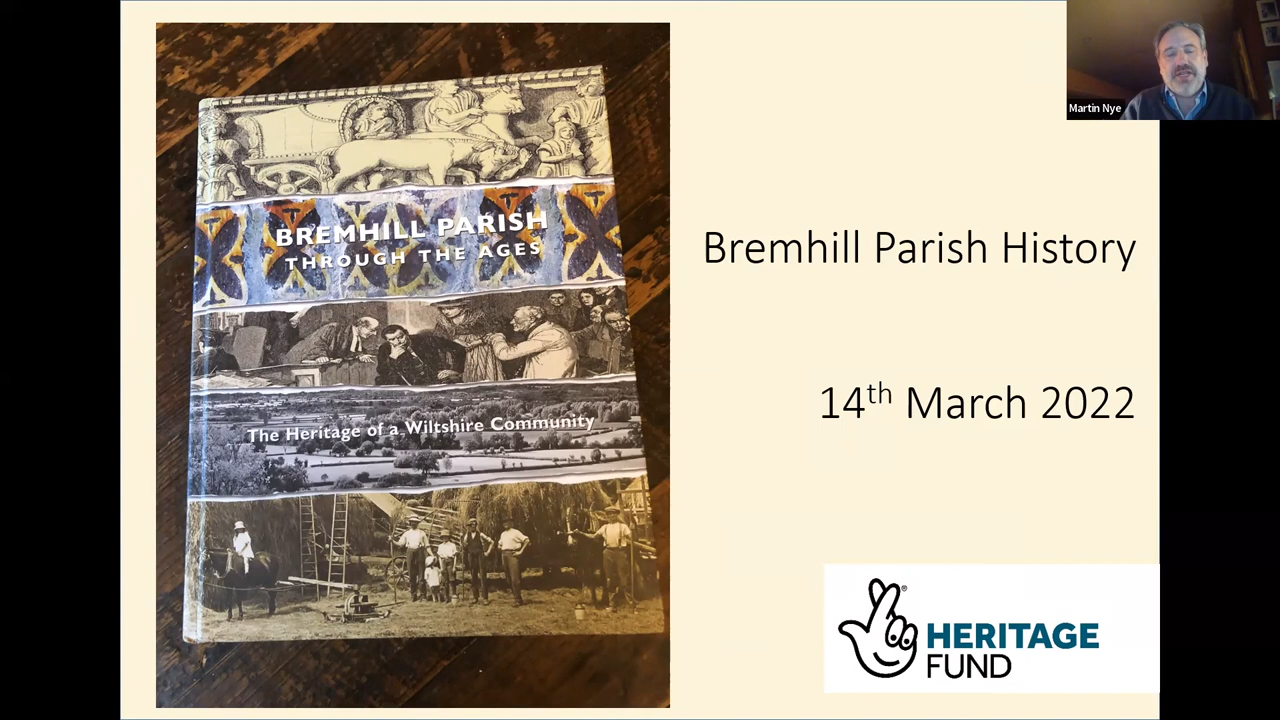 Martin Nye
BREMHILL PARISH
THROUGH THE AGES
The Heritage of a Wiltshire Community
Bremhill Parish History
14th March 2022
HERITAGE
FUND